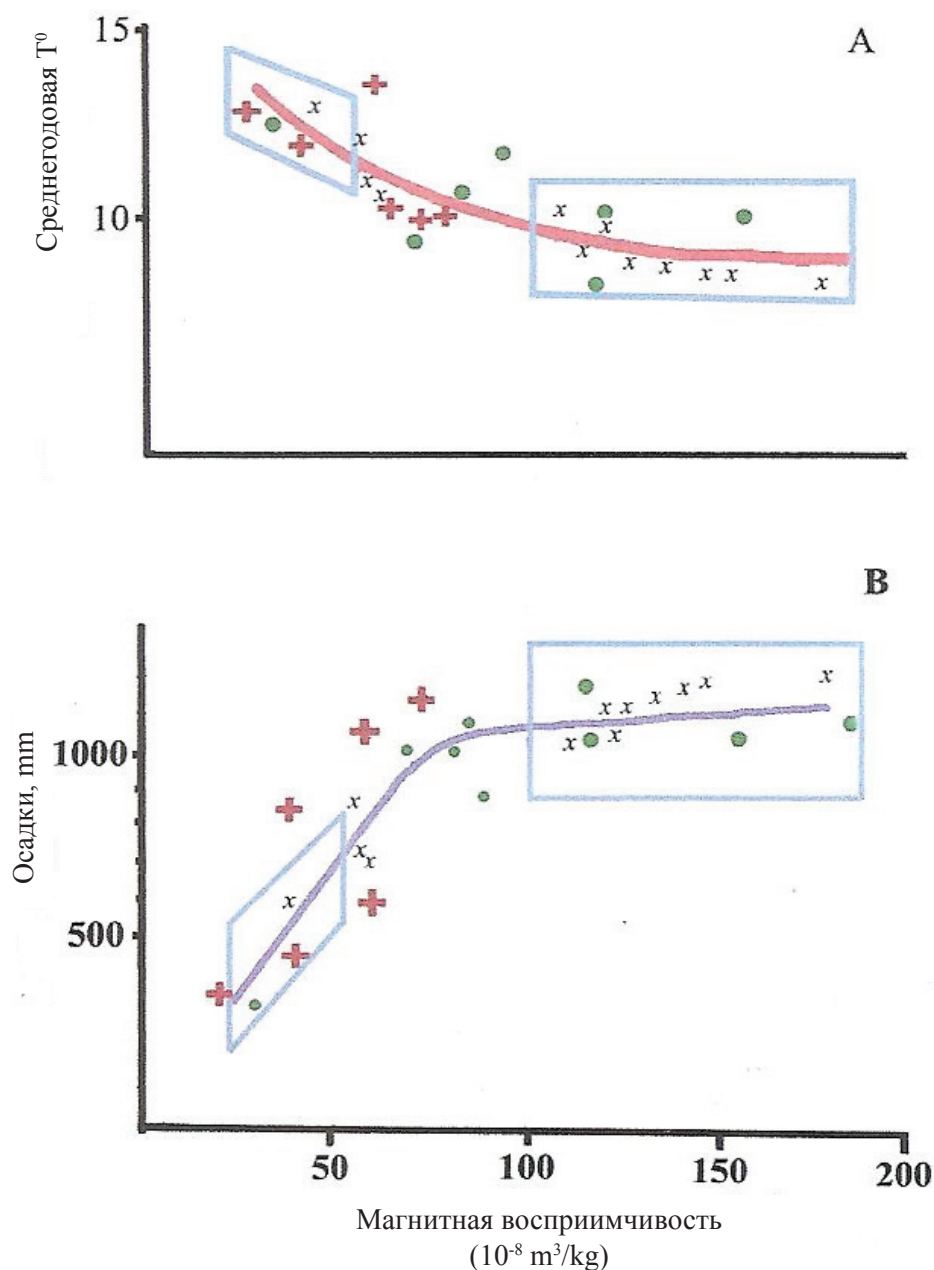 15
A
Среднегодовая T⁰
10
B
1000
Осадки, mm
500
50 100 150 200
Магнитная восприимчивость
(10⁻⁸ m³/kg)